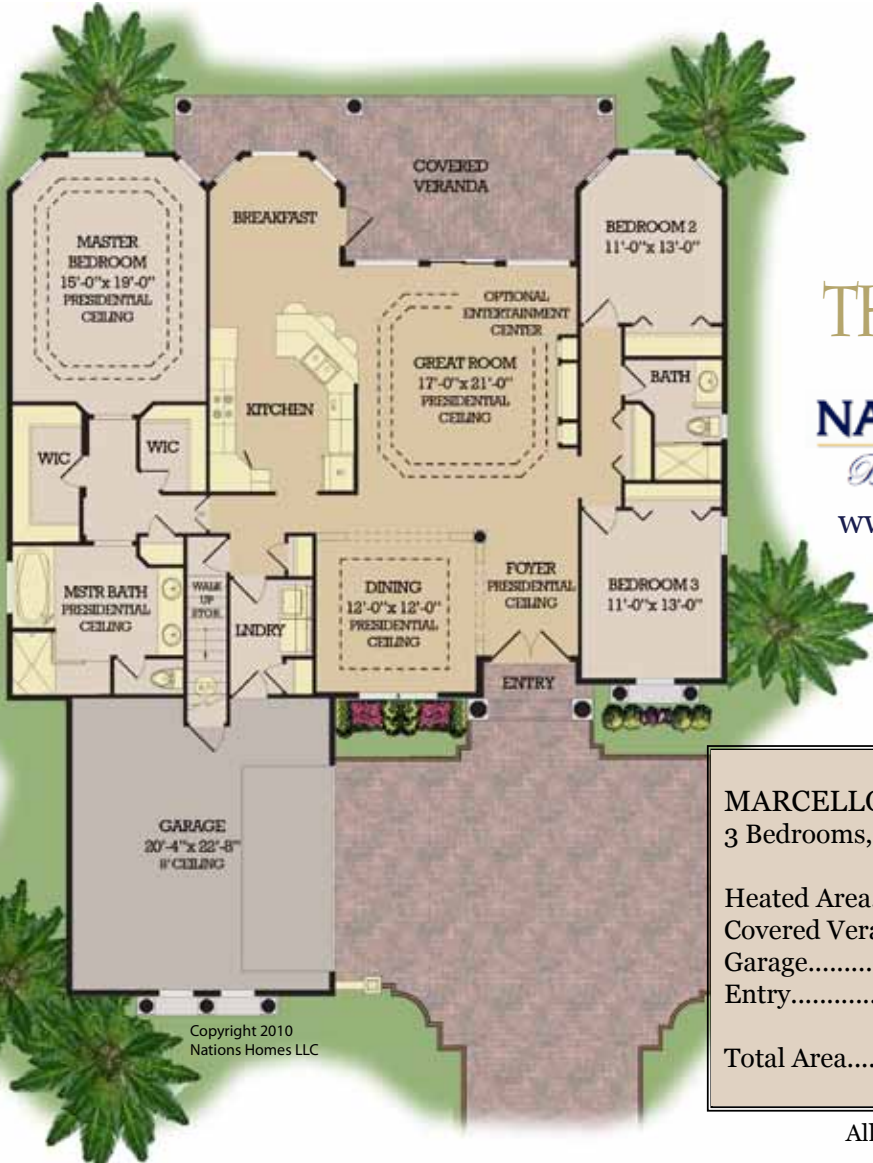 COVERED
VERANDA
BREAKFAST
MASTER
BEDROOM
15'-0"x 19'-0"
PRESIDENTIAL
CEILING
BEDROOM 2
11'-0"x 13'-0"
OPTIONAL
ENTERTAINMENT
CENTER
GREAT ROOM
17'-0"x 21'-0"
PRESIDENTIAL
CEILING
TH
BATH
KITCHEN
NA
WIC
WIC
B
WALK
UP
STOR.
MSTR BATH
PRESIDENTIAL
CEILING
LNDRY
DINING
12'-0"x 12'-0"
PRESIDENTIAL
CEILING
FOYER
PRESIDENTIAL
CEILING
BEDROOM 3
11'-0"x 13'-0"
ENTRY
GARAGE
20'-4"x 22'-8"
8' CEILING
MARCELLO
3 Bedrooms,
Heated Area.
Covered Vera
Garage.........
Entry............
Total Area.....
All
Copyright 2010
Nations Homes LLC